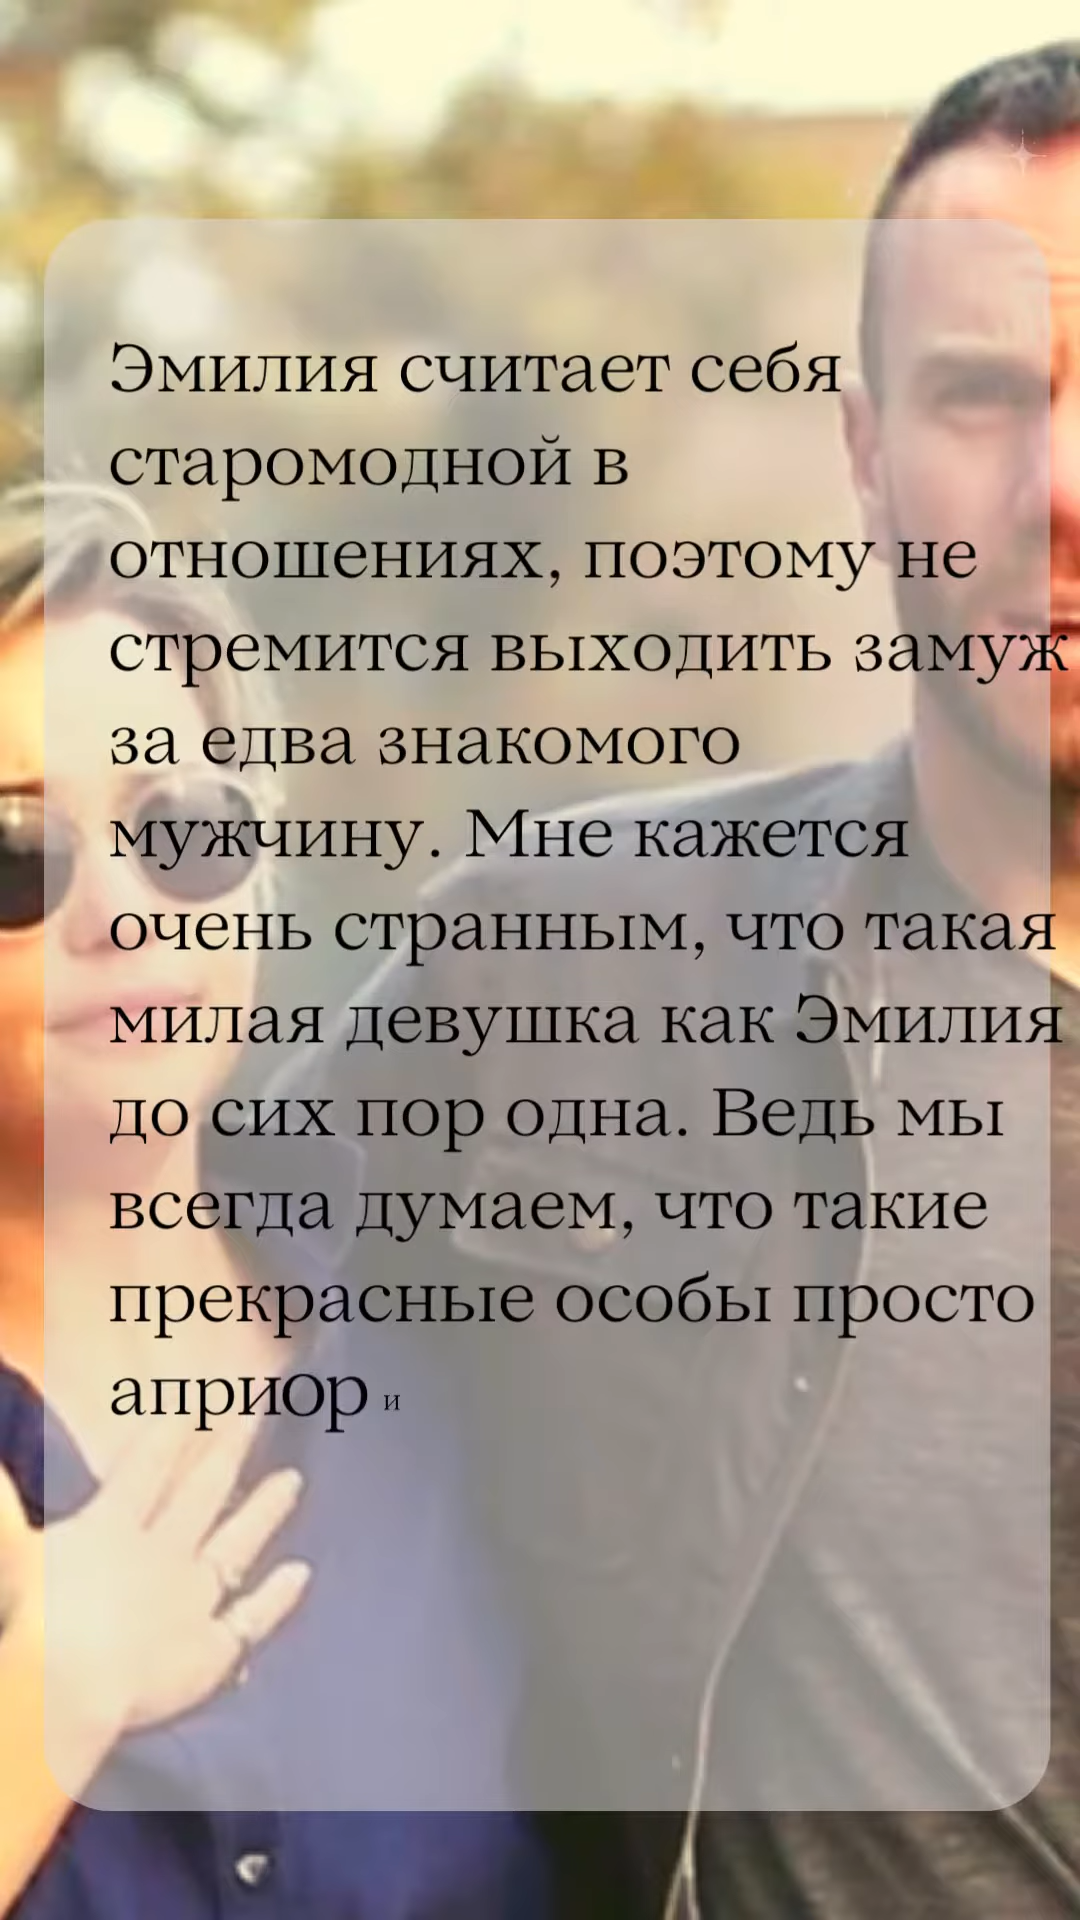 Эмилия считает себя
старомодной в
отношениях, поэтому не
стремится выходить замуж
за едва знакомого
мужчину. Мне кажется
очень странным, что такая
милая девушка как Эмилия
до сих пор одна. Ведь мы
всегда думаем, что такие
прекрасные особы просто
априори